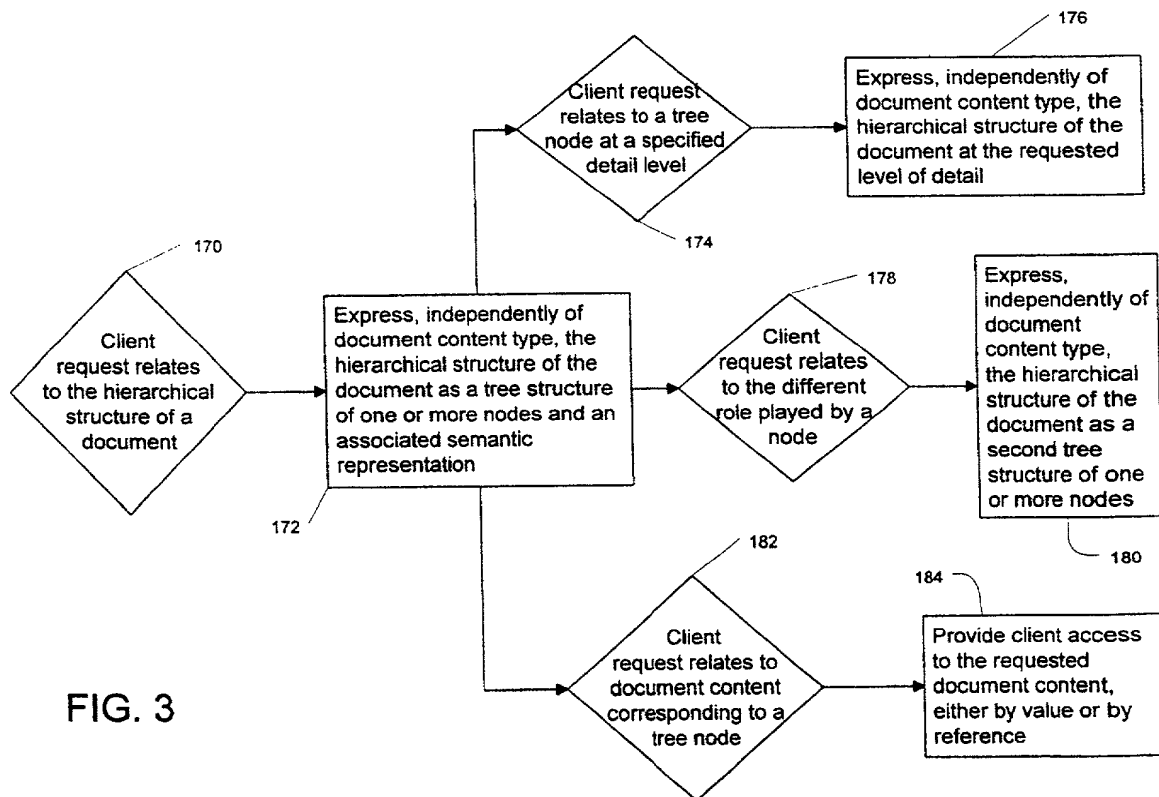 176
Client request
relates to a tree
node at a specified
detail level
Express, independently of
document content type, the
hierarchical structure of the
document at the requested
level of detail
174
170
Client
request relates
to the hierarchical
structure of a
document
Express, independently of
document content type, the
hierarchical structure of the
document as a tree structure
of one or more nodes and an
associated semantic
representation
172
178
Client
request relates
to the different
role played by a
node
Express,
independently of
document
content type,
the hierarchical
structure of the
document as a
second tree
structure of one
or more nodes
180
182
Client
request relates to
document content
corresponding to a
tree node
184
Provide client access
to the requested
document content,
either by value or by
reference
FIG. 3